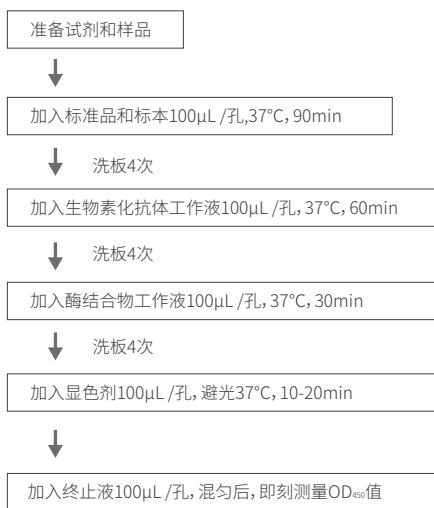 准备试剂和样品
加入标准品和标本100μL /孔,37°C，90min
洗板4次
加入生物素化抗体工作液100μL /孔，37°C，60min
洗板4次
加入酶结合物工作液100μL /孔，37°C，30min
洗板4次
加入显色剂100μL /孔，避光37°C，10-20min
加入终止液100μL /孔，混匀后，即刻测量OD₄₅₀值